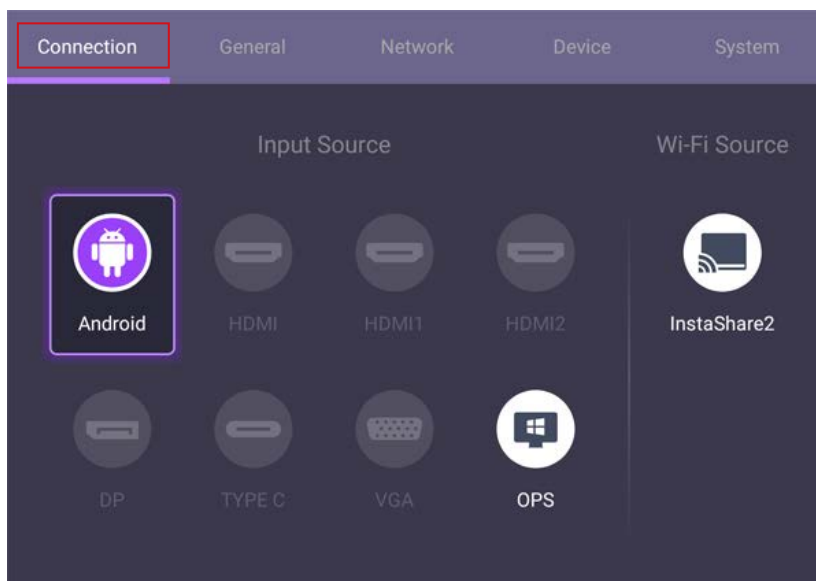 Connection General Network Device System
Input Source Wi-Fi Source
Android HDMI HDMI1 HDMI2 InstaShare2
DP TYPE C VGA OPS